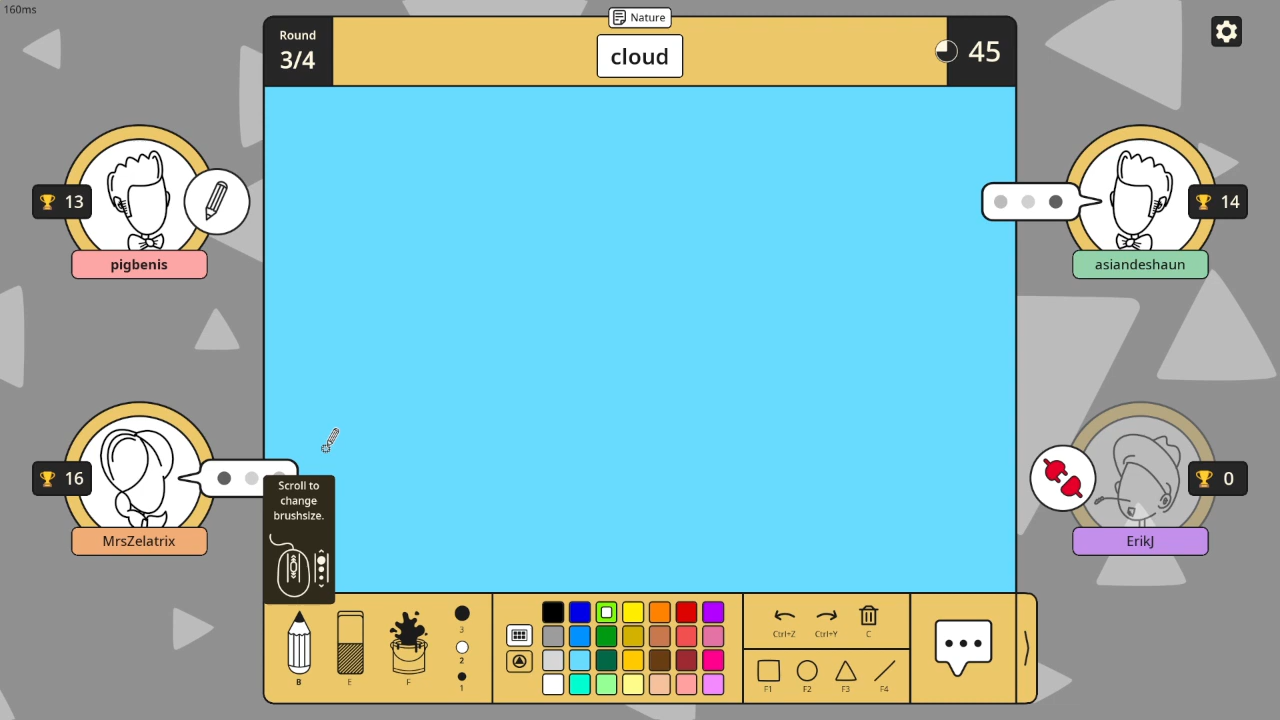 160ms
Nature
Round
3/4
cloud
45
13
pigbenis
14
asiandeshaun
16
MrsZelatrix
0
ErikJ
Scroll to
change
brushsize.
B
E
F
3
2
1
Ctrl+Z
Ctrl+Y
C
F1
F2
F3
F4